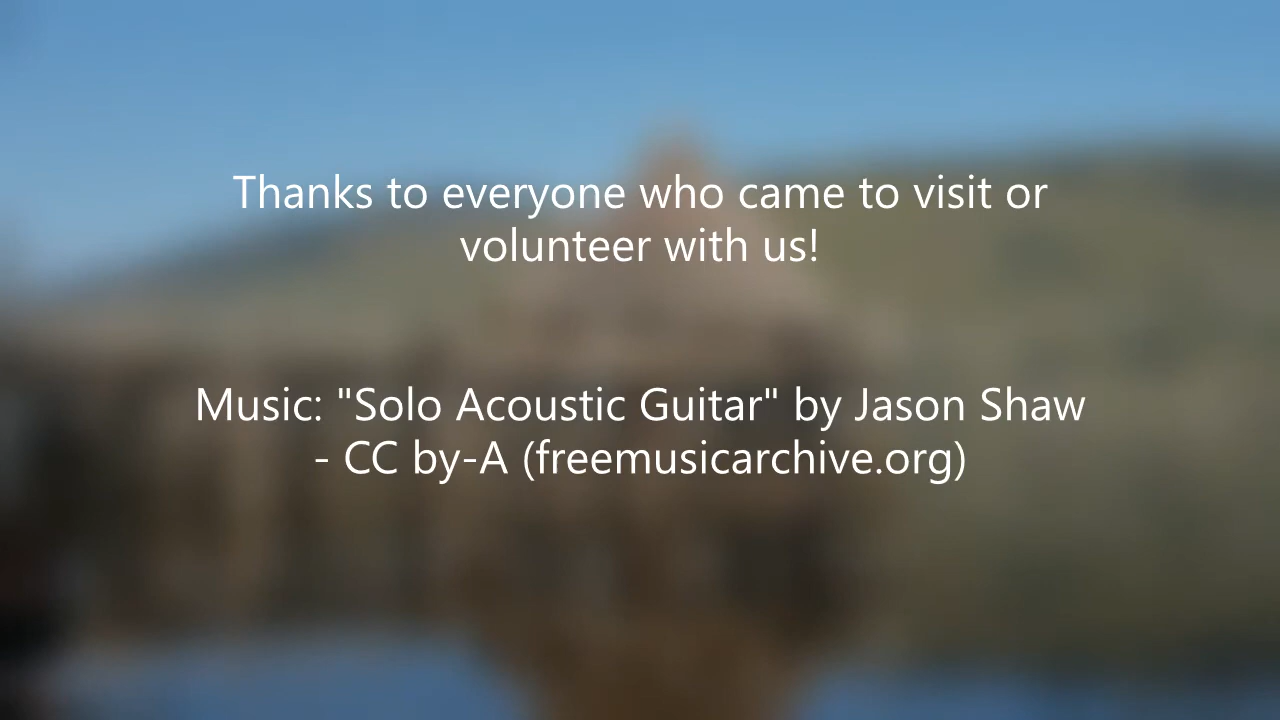 Thanks to everyone who came to visit or
volunteer with us!
Music: "Solo Acoustic Guitar" by Jason Shaw
- CC by-A (freemusicarchive.org)